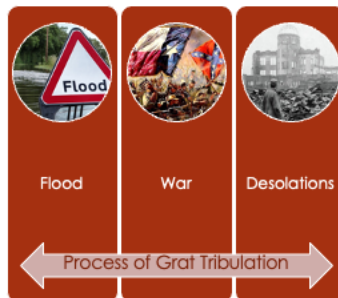 Flood
Flood
War
Desolations
Process of Grat Tribulation